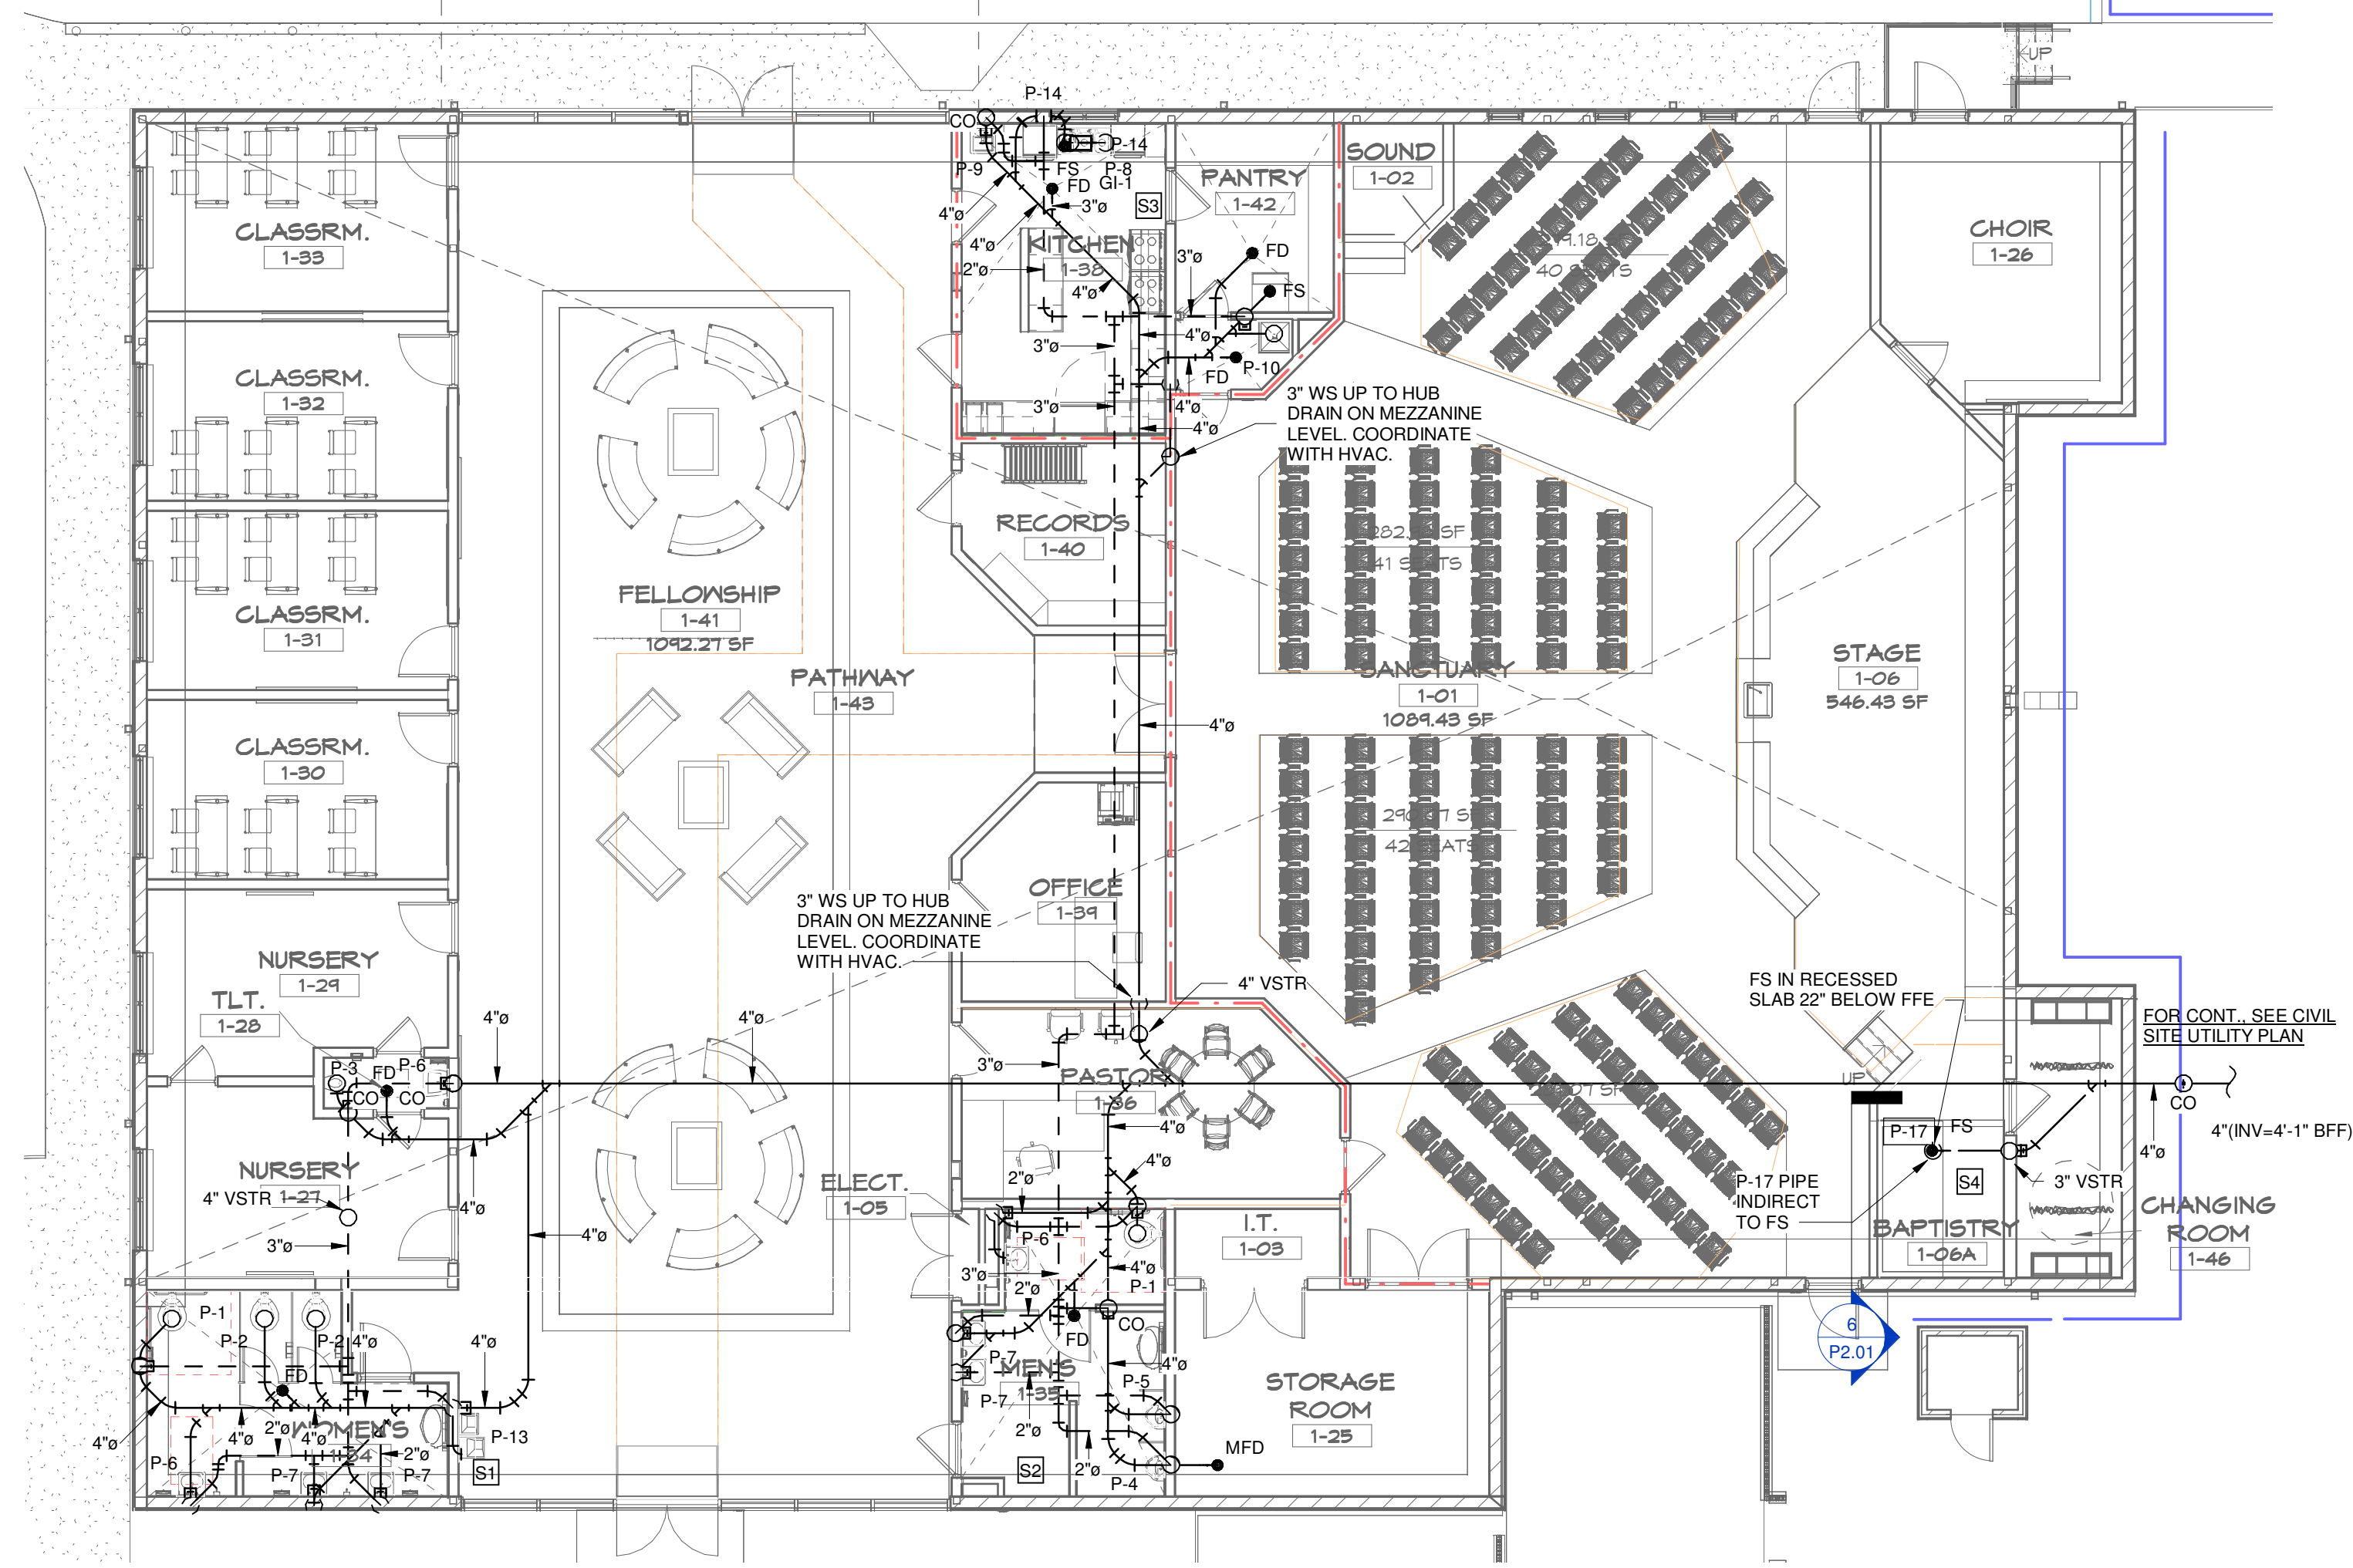 UP
P-14
CO
P-14
P-9
FS
P-8
FD
GI-1
3"ø
4"ø
4"ø
S3
SOUND
1-02
PANTRY
1-42
KITCHEN
1-38
2"ø
4"ø
3"ø
FD
FS
40 SEATS
CHOIR
1-26
CLASSRM.
1-33
3"ø
4"ø
FD
P-10
CLASSRM.
1-32
3"ø
4"ø
4"ø
3" WS UP TO HUB
DRAIN ON MEZZANINE
LEVEL. COORDINATE
WITH HVAC.
RECORDS
1-40
41 SEATS
CLASSRM.
1-31
FELLOWSHIP
1-41
1092.27 SF
PATHWAY
1-43
SANCTUARY
1-01
1089.43 SF
STAGE
1-06
546.43 SF
4"ø
CLASSRM.
1-30
42 SEATS
OFFICE
1-39
3" WS UP TO HUB
DRAIN ON MEZZANINE
LEVEL. COORDINATE
WITH HVAC.
NURSERY
1-29
TLT.
1-28
4" VSTR
FS IN RECESSED
SLAB 22" BELOW FFE
FOR CONT., SEE CIVIL
SITE UTILITY PLAN
4"ø
4"ø
3"ø
P-3
FD
P-6
CO
CO
PASTOR
1-36
UP
CO
4"(INV=4'-1" BFF)
4"ø
4"ø
4"ø
P-17
FS
NURSERY
1-27
4" VSTR
4"ø
ELECT.
1-05
2"ø
P-17 PIPE
INDIRECT
TO FS
S4
3" VSTR
BAPTISTRY
1-06A
CHANGING
ROOM
1-46
3"ø
4"ø
P-6
I.T.
1-03
3"ø
4"ø
P-1
2"ø
P-1
P-2
P-2
4"ø
4"ø
FD
CO
6
P2.01
FD
P-7
MEN'S
1-35
P-7
4"ø
P-5
2"ø
STORAGE
ROOM
1-25
4"ø
4"ø
2"ø
4"ø
WOMEN'S
1-34
2"ø
P-6
P-7
P-7
P-13
S1
S2
2"ø
P-4
MFD